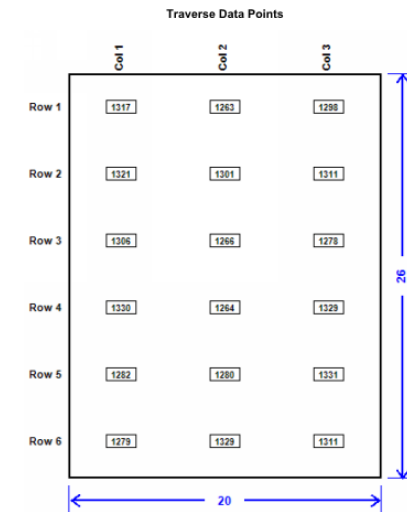 Traverse Data Points
Col 1 Col 2 Col 3
Row 1 1317 1263 1298
Row 2 1321 1301 1311
Row 3 1306 1266 1278
Row 4 1330 1264 1329
26
Row 5 1282 1280 1331
Row 6 1279 1329 1311
20